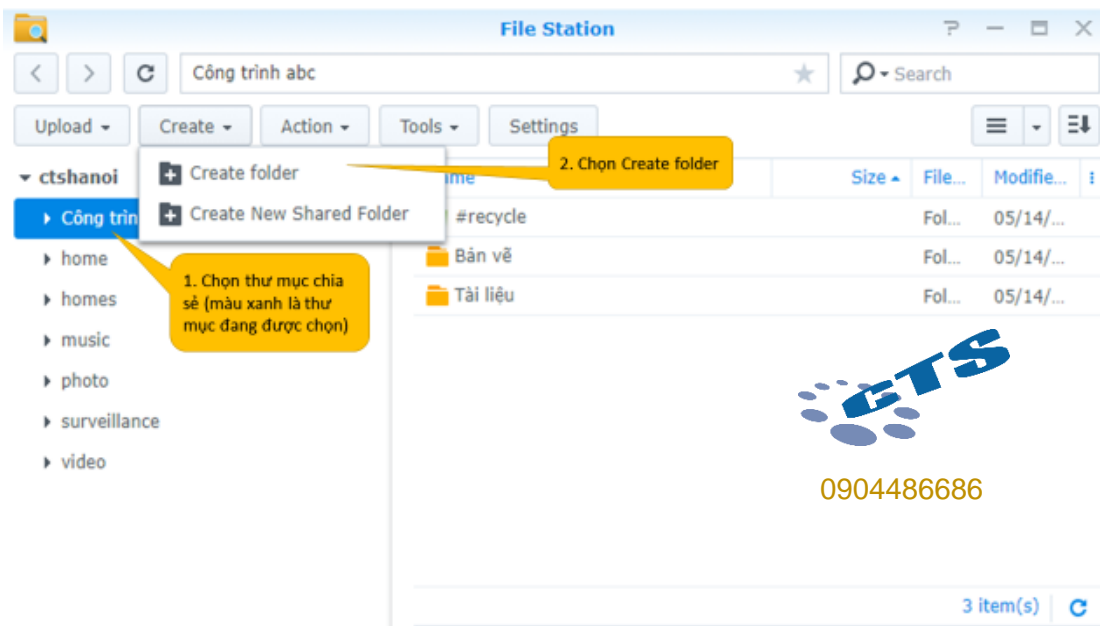 File Station
Công trình abc
Search
Upload
Create
Action
Tools
Settings
Create folder
Create New Shared Folder
2. Chọn Create folder
ctshanoi
Công trìn
home
homes
music
photo
surveillance
video
1. Chọn thư mục chia
sẻ (màu xanh là thư
mục đang được chọn)
ame Size File... Modifie...
#recycle Fol... 05/14/...
Bản vẽ Fol... 05/14/...
Tài liệu Fol... 05/14/...
CTS
0904486686
3 item(s)